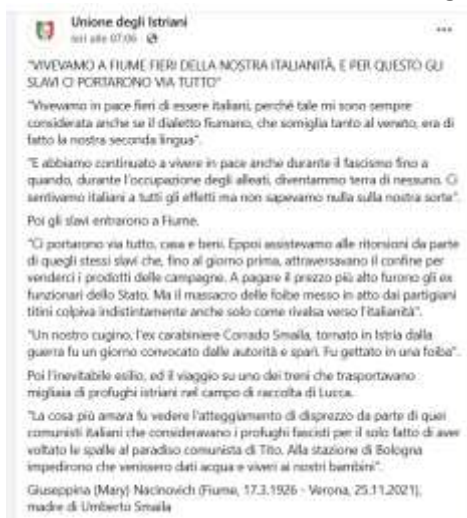 Unione degli Istriani
ieri alle 07:06
"VIVEVAMO A FIUME FIERI DELLA NOSTRA ITALIANITÀ, E PER QUESTO GLI
SLAVI CI PORTARONO VIA TUTTO"
"Vivevamo in pace fieri di essere italiani, perché tale mi sono sempre
considerata anche se il dialetto fiumano, che somiglia tanto al veneto, era di
fatto la nostra seconda lingua".
"E abbiamo continuato a vivere in pace anche durante il fascismo fino a
quando, durante l'occupazione degli alleati, diventammo terra di nessuno. Ci
sentivamo italiani a tutti gli effetti ma non sapevamo nulla sulla nostra sorte".
Poi gli slavi entrarono a Fiume.
"Ci portarono via tutto, casa e beni. Eppoi assistevamo alle ritorsioni da parte
di quegli stessi slavi che, fino al giorno prima, attraversavano il confine per
venderci i prodotti delle campagne. A pagare il prezzo più alto furono gli ex
funzionari dello Stato. Ma il massacro delle foibe messo in atto dai partigiani
titini colpiva indistintamente anche solo come rivalsa verso l'italianità".
"Un nostro cugino, l'ex carabiniere Corrado Smaila, tornato in Istria dalla
guerra fu un giorno convocato dalle autorità e sparì. Fu gettato in una foiba".
Poi l'inevitabile esilio, ed il viaggio su uno dei treni che trasportavano
migliaia di profughi istriani nel campo di raccolta di Lucca.
"La cosa più amara fu vedere l'atteggiamento di disprezzo da parte di quei
comunisti italiani che consideravano i profughi fascisti per il solo fatto di aver
voltato le spalle al paradiso comunista di Tito. Alla stazione di Bologna
impedirono che venissero dati acqua e viveri ai nostri bambini".
Giuseppina (Mary) Nacinovich (Fiume, 17.3.1926 - Verona, 25.11.2021),
madre di Umberto Smaila